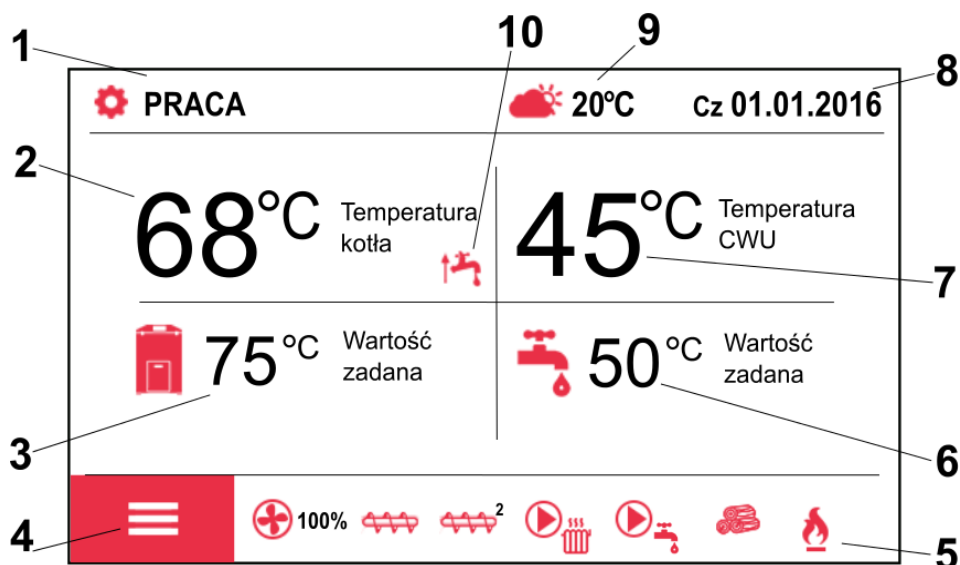 10
9
1
8
PRACA
20°C
Cz 01.01.2016
2
68°C
Temperatura
kotła
45°C
Temperatura
CWU
7
75°C
Wartość
zadana
50°C
Wartość
zadana
3
6
4
100%
2
5